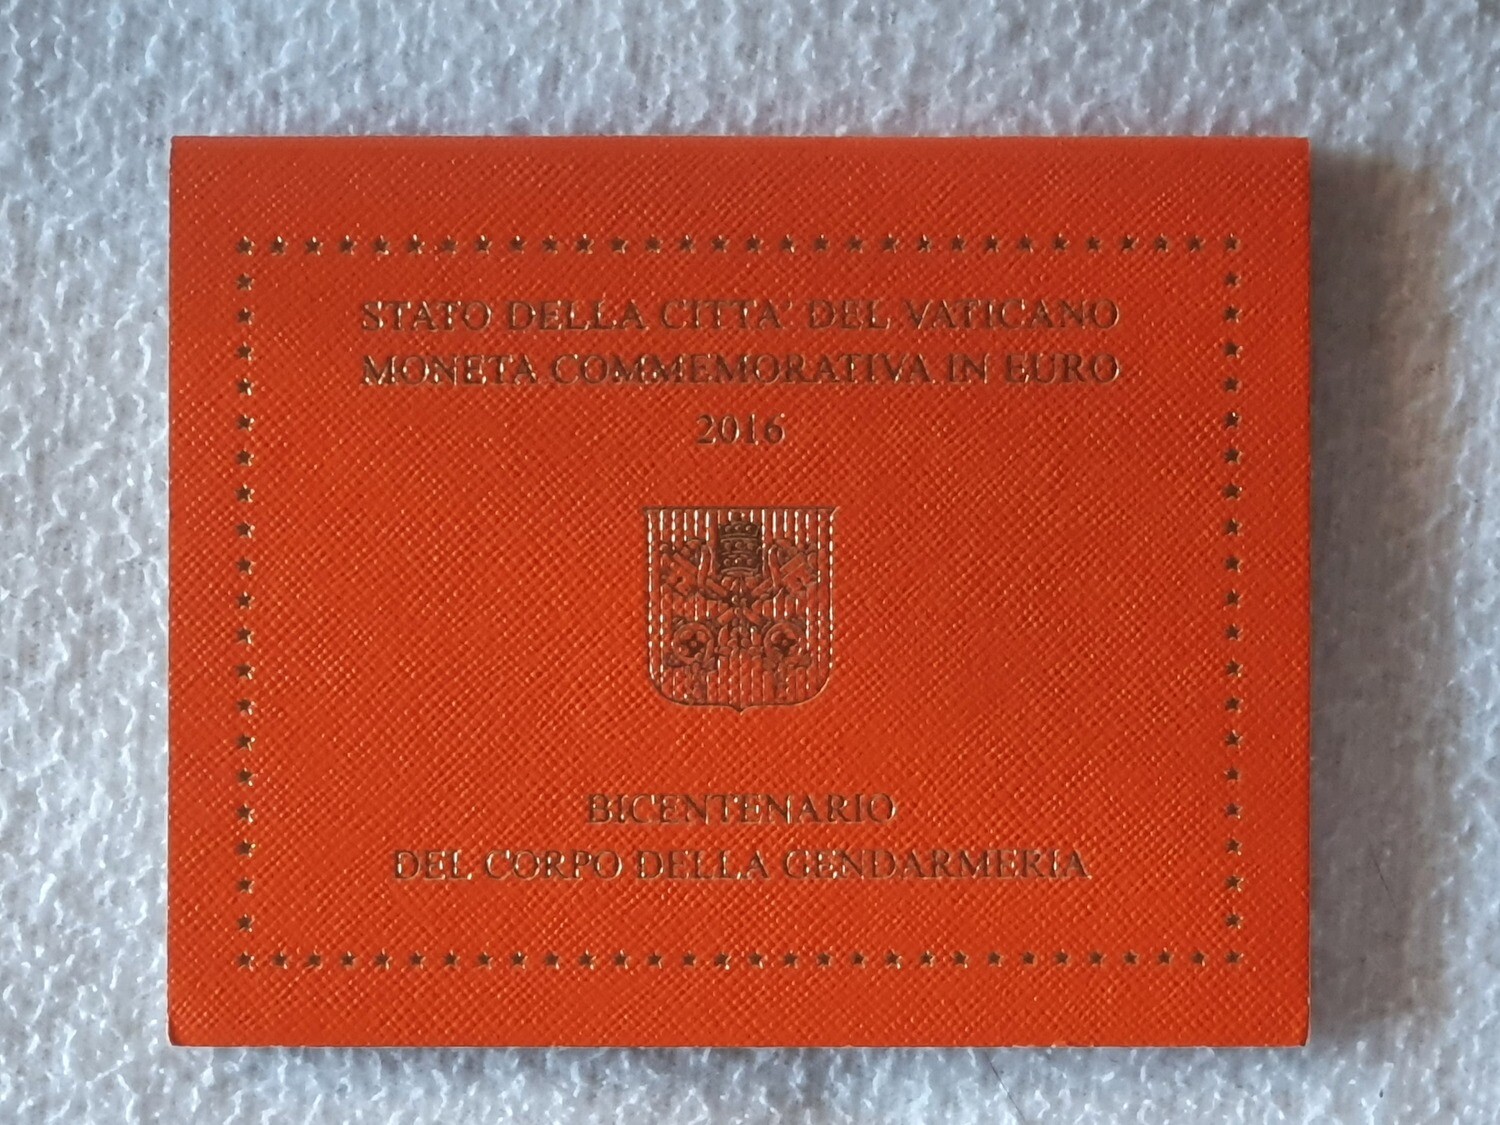 STATO DELLA CITTA' DEL VATICANO
MONETA COMMEMORATIVA IN EURO
2016
BICENTENARIO
DEL CORPO DELLA GENDARMERIA